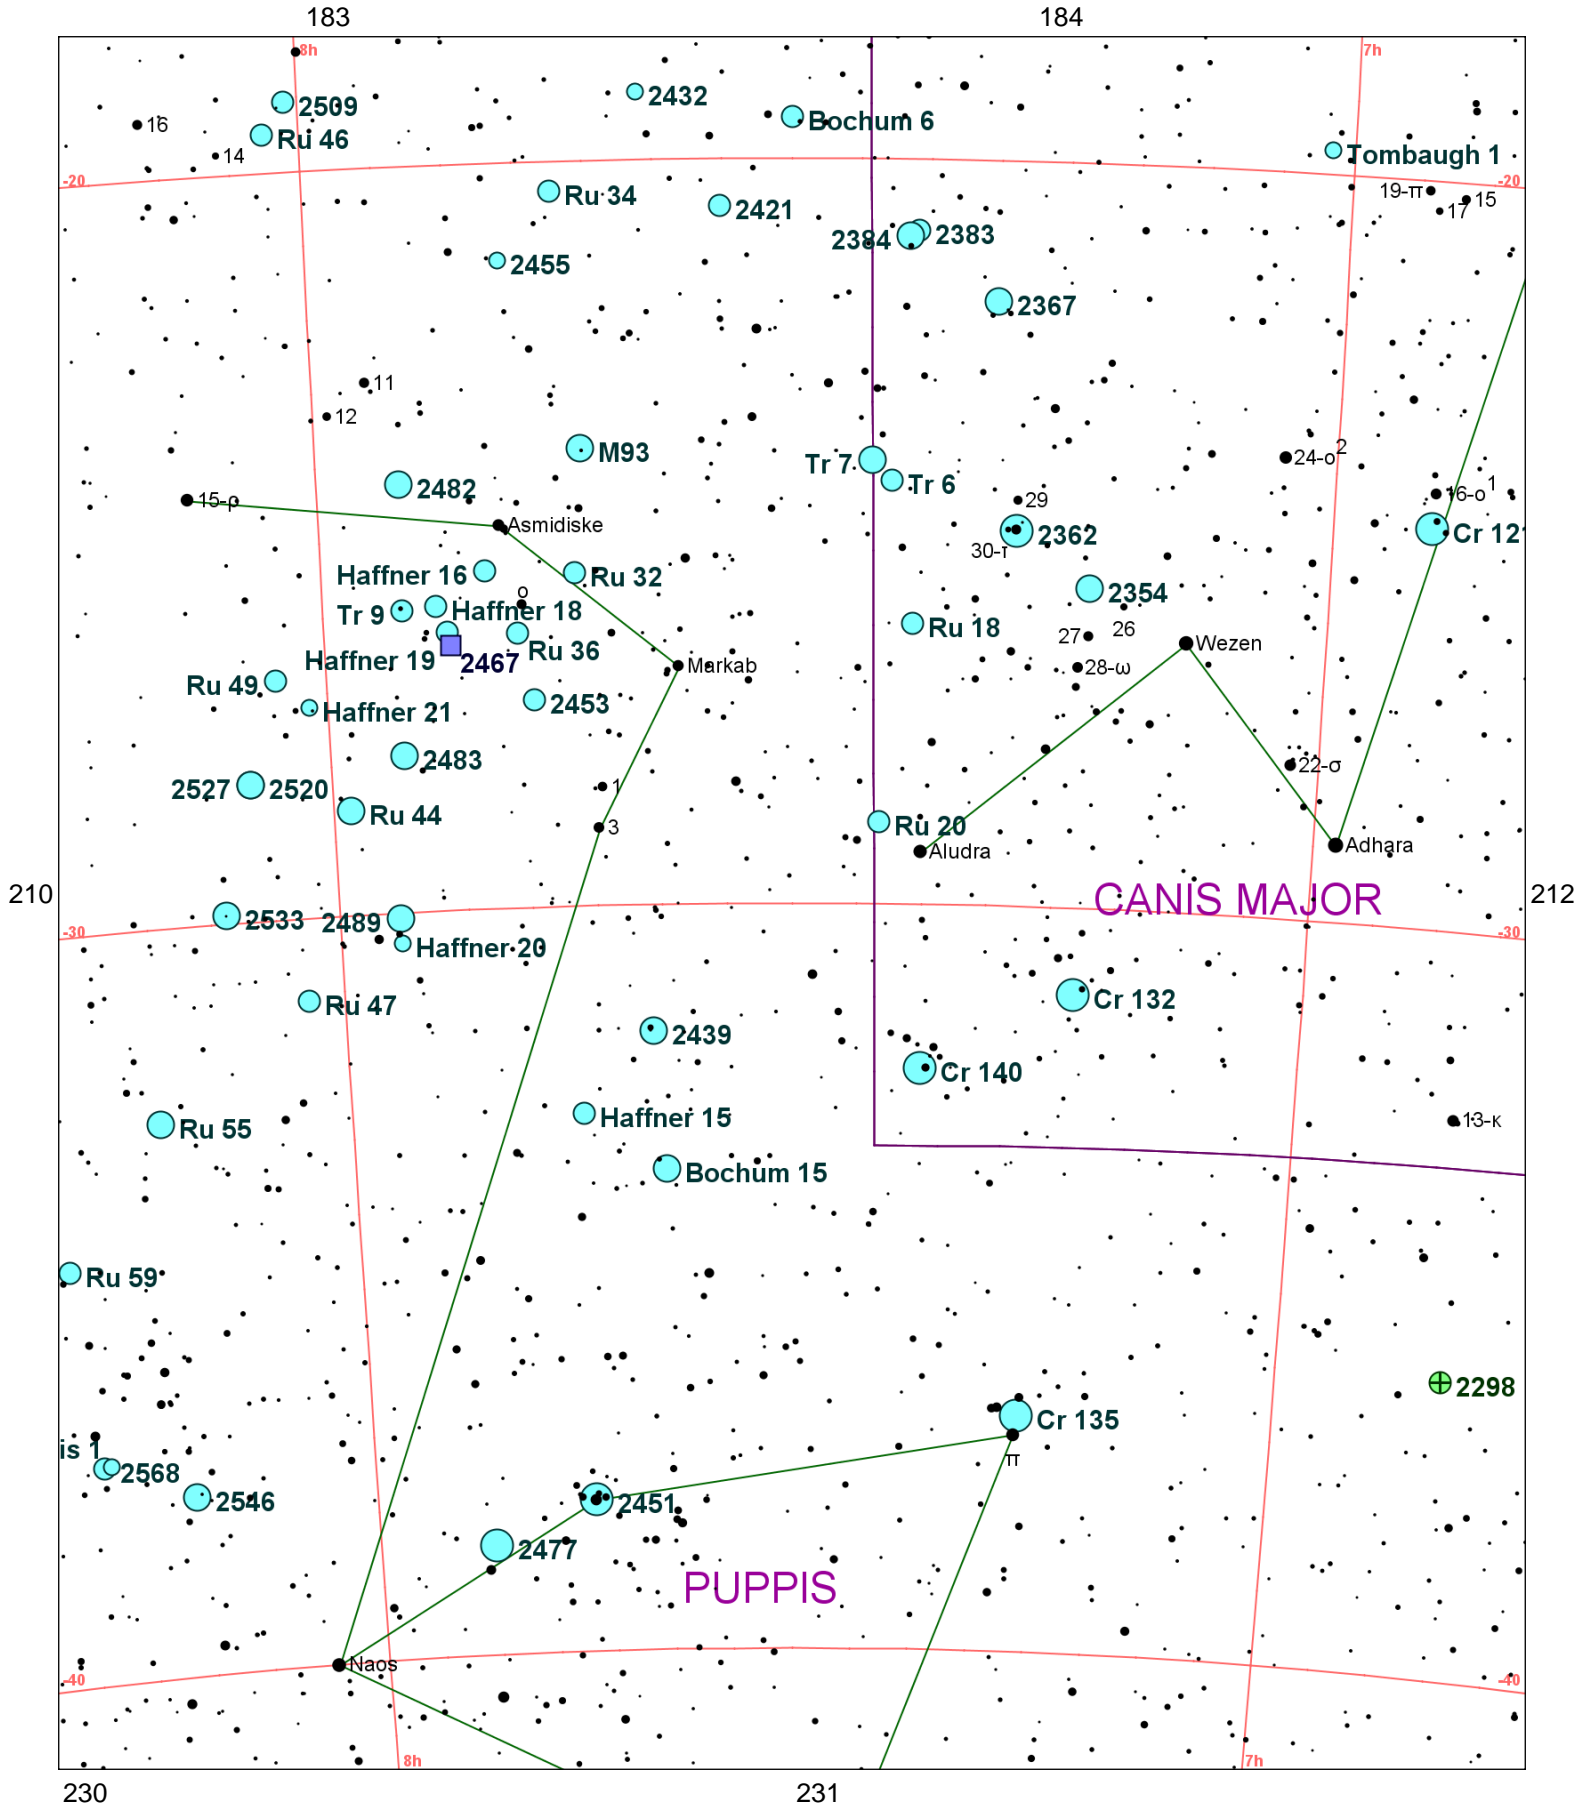 183 184
8h 7h
2509 2432
16 Bochum 6
Ru 46
14 Tombaugh 1
-20 -20
Ru 34 19-π 15
2421 17
2384 2383
2455
2367
11
12
M93 24-ο2
Tr 7
2482 Tr 6 16-ο1
15-ρ 29
Asmidiske 2362 Cr 12
30-τ
Haffner 16 Ru 32
ο 2354
Tr 9 Haffner 18
Ru 18 26
27
Haffner 19 Ru 36 Wezen
2467 Markab 28-ω
Ru 49
Haffner 21 2453
2483 22-σ
2527 2520 1
Ru 44 3 Ru 20
Aludra Adhara
210 CANIS MAJOR 212
2533 2489
-30 -30
Haffner 20
Ru 47 Cr 132
2439
Cr 140
Haffner 15 13-κ
Ru 55
Bochum 15
Ru 59
2298
Cr 135
is 1 π
2568
2546 2451
2477
PUPPIS
Naos
-40 -40
8h 7h
230 231